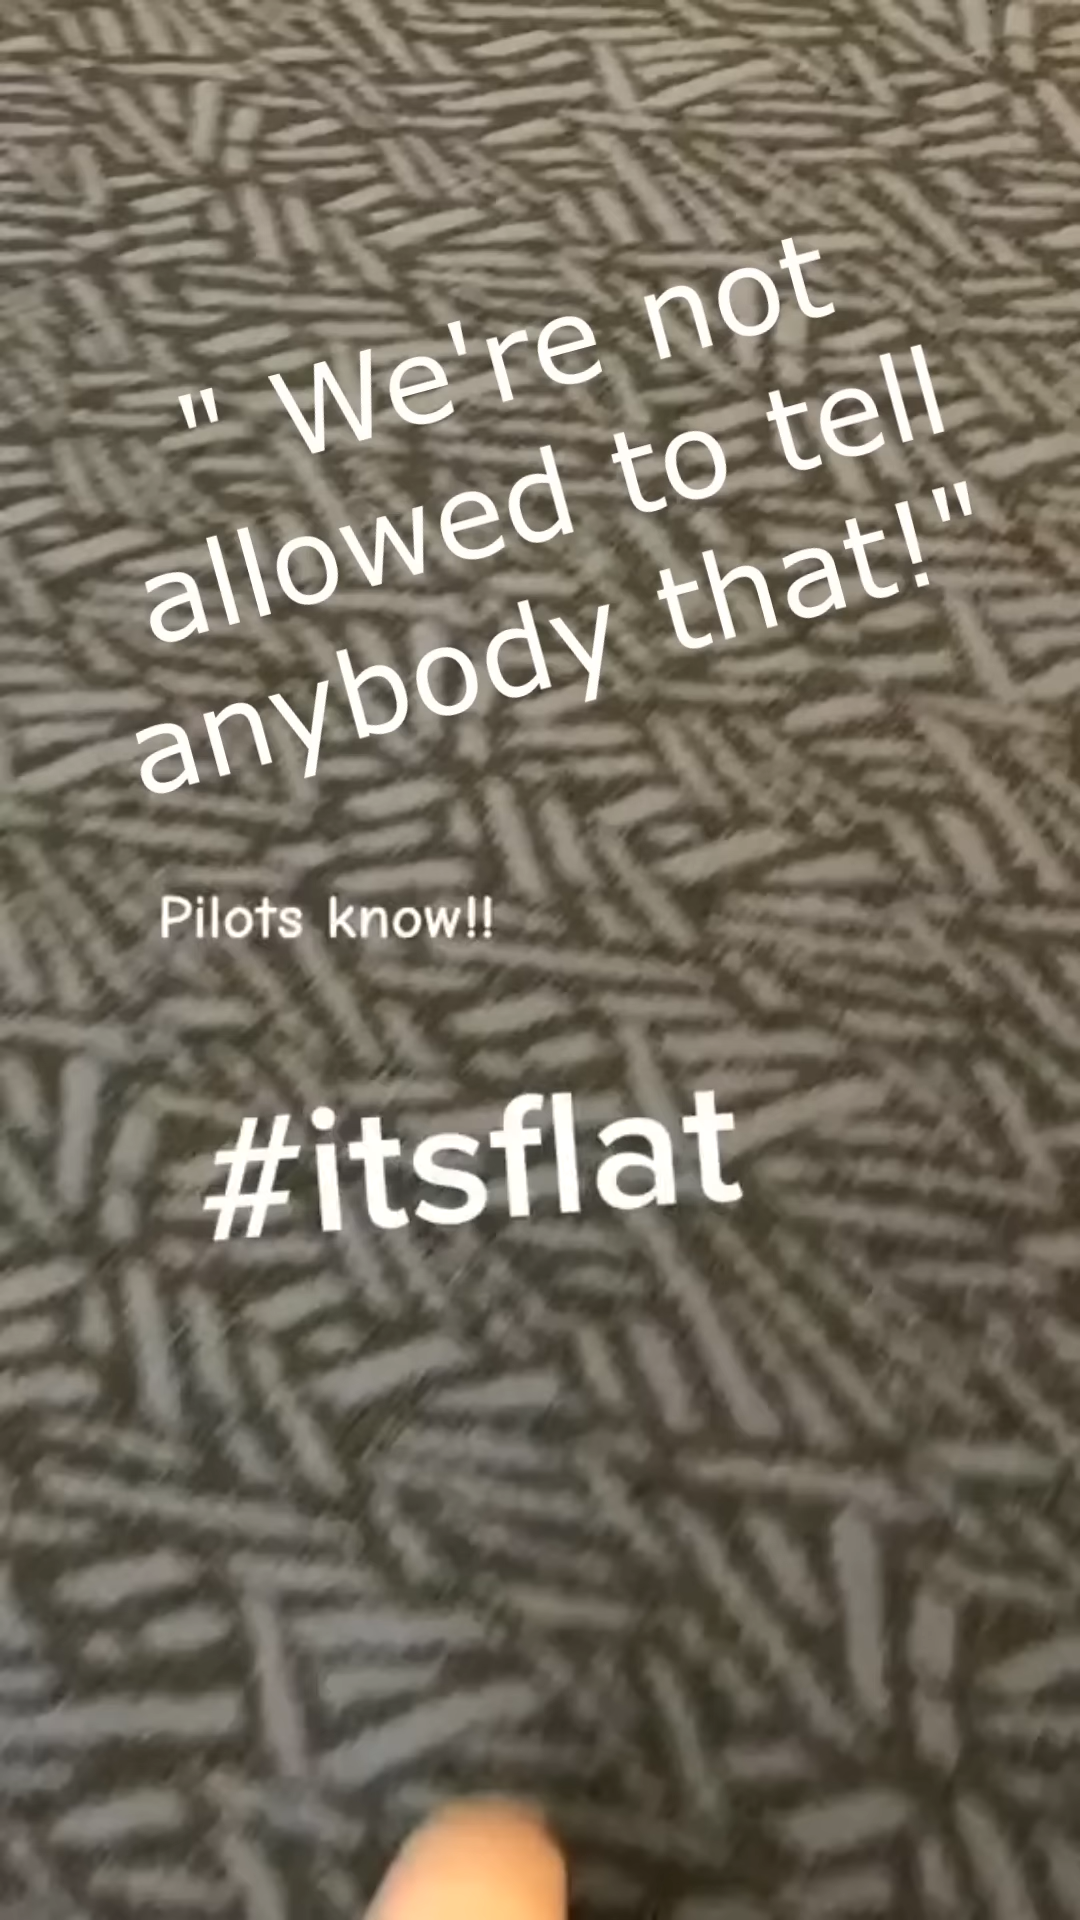 " We're not
allowed to tell
anybody that!"
Pilots know!!
#itsflat